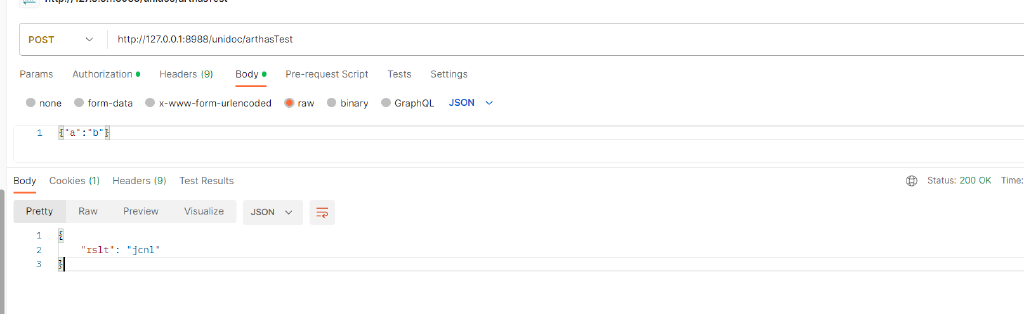 POST http://127.0.0.1:8988/unidoc/arthasTest
Params Authorization Headers (9) Body Pre-request Script Tests Settings
none form-data x-www-form-urlencoded raw binary GraphQL JSON
1 {"a":"b"}
Body Cookies (1) Headers (9) Test Results Status: 200 OK Time:
Pretty Raw Preview Visualize JSON
1 {
2 "rslt": "jcnl"
3 }